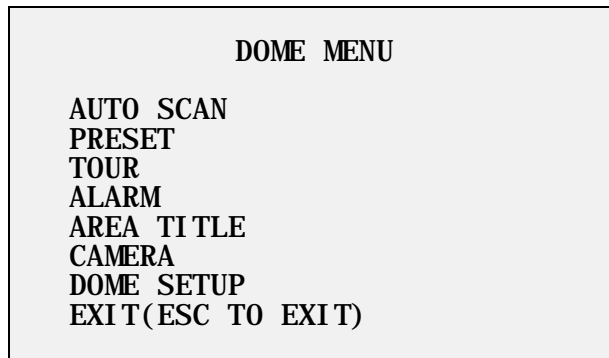 DOME MENU
AUTO SCAN
PRESET
TOUR
ALARM
AREA TITLE
CAMERA
DOME SETUP
EXIT(ESC TO EXIT)